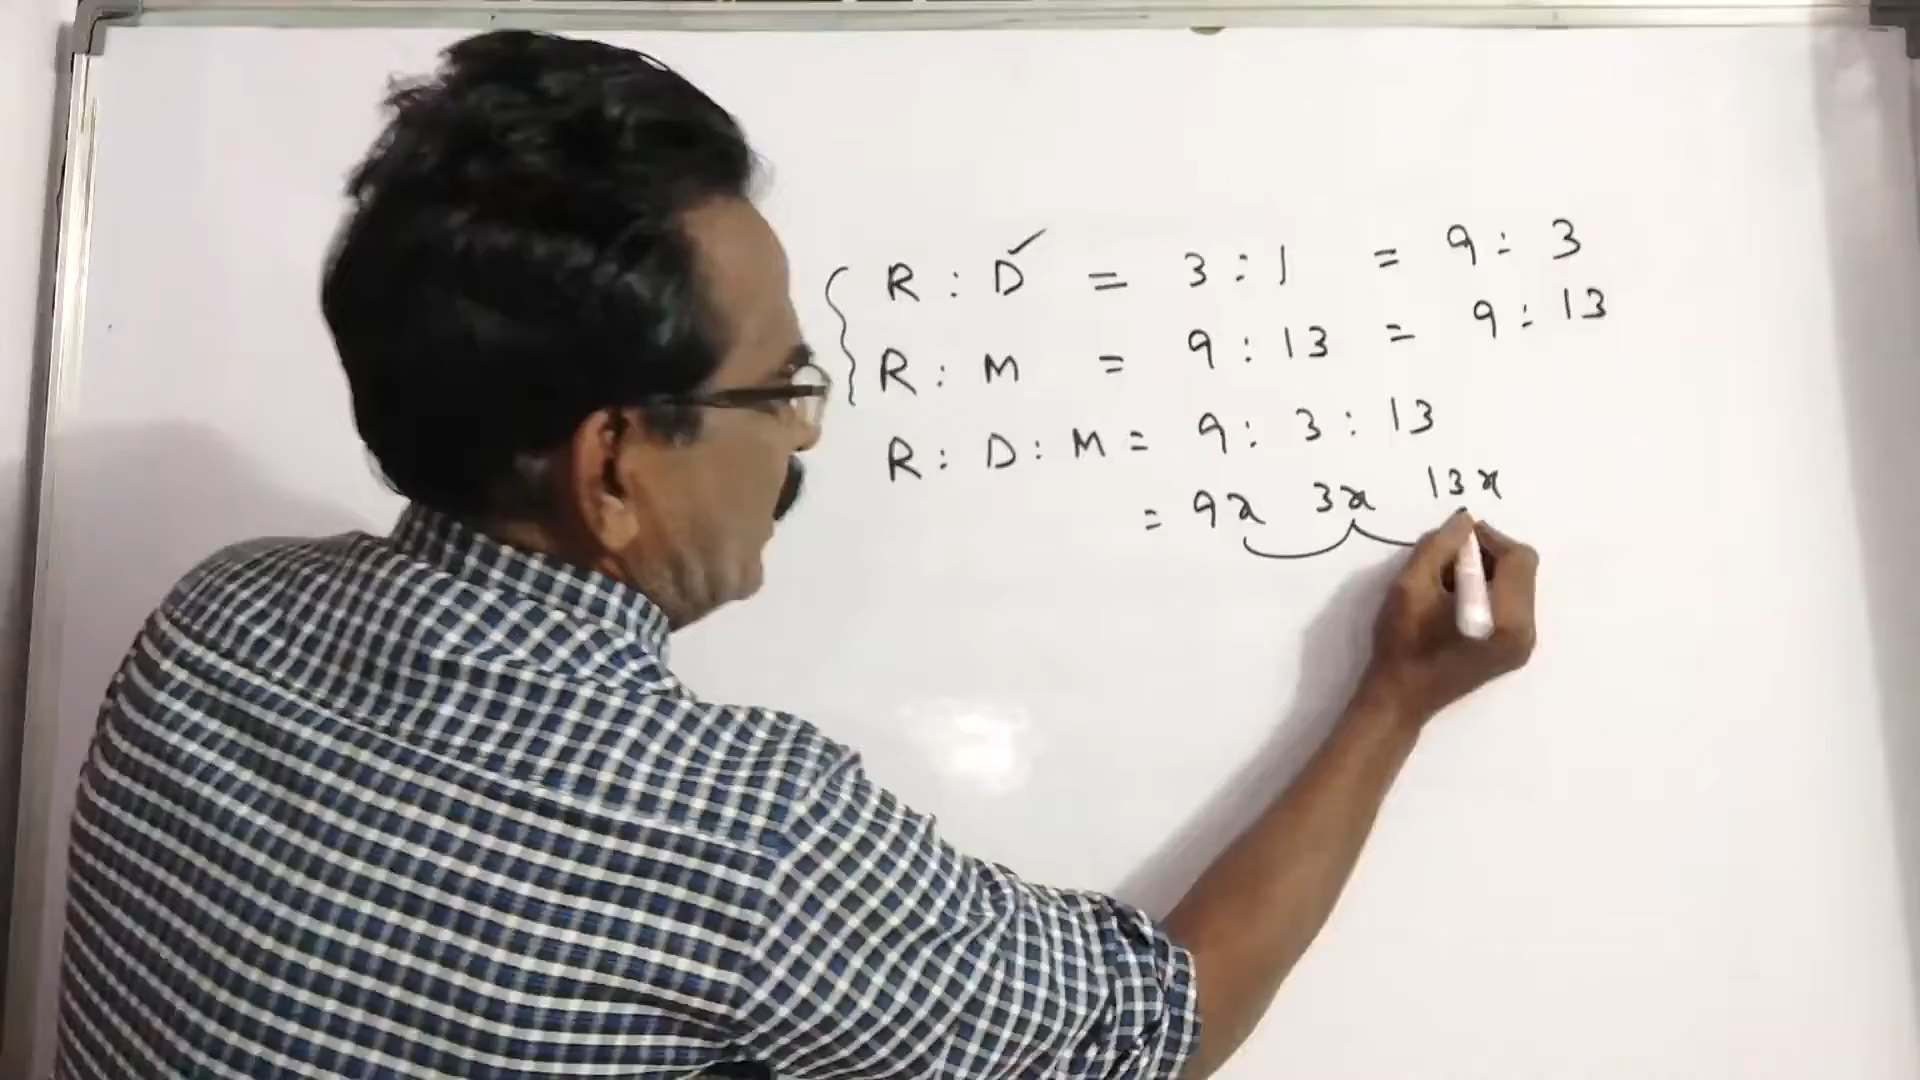 R : D ✓ = 3 : 1 = 9 : 3
R : M = 9 : 13 = 9 : 13
R : D : M = 9 : 3 : 13
= 9x 3x 13x